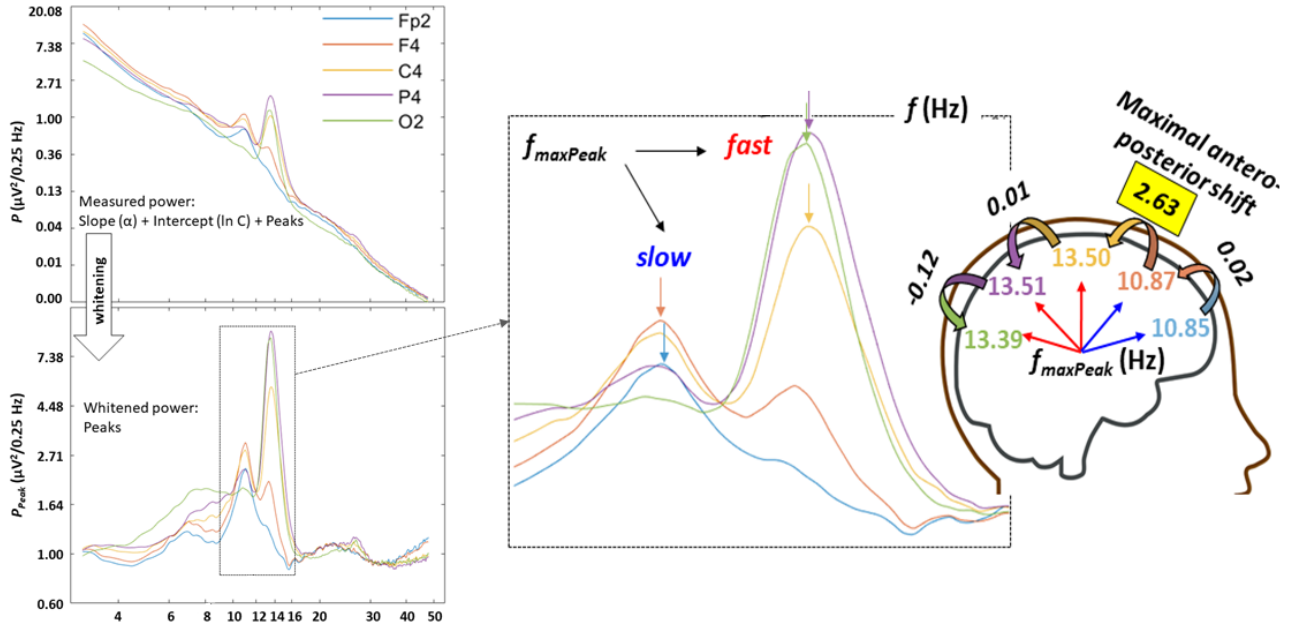 20.08
7.38
2.71
1.00
0.36
0.13
0.04
0.01
0.00
P (µV²/0.25 Hz)
Fp2
F4
C4
P4
O2
Measured power:
Slope (α) + Intercept (ln C) + Peaks
whitening
7.38
4.48
2.71
1.64
1.00
0.60
P_Peak (µV²/0.25 Hz)
Whitened power:
Peaks
4 6 8 10 12 14 16 20 30 40 50
f (Hz)
f_maxPeak
fast
slow
Maximal antero-
posterior shift
2.63
0.01
0.02
-0.12
13.50
13.51
10.87
13.39
10.85
f_maxPeak (Hz)